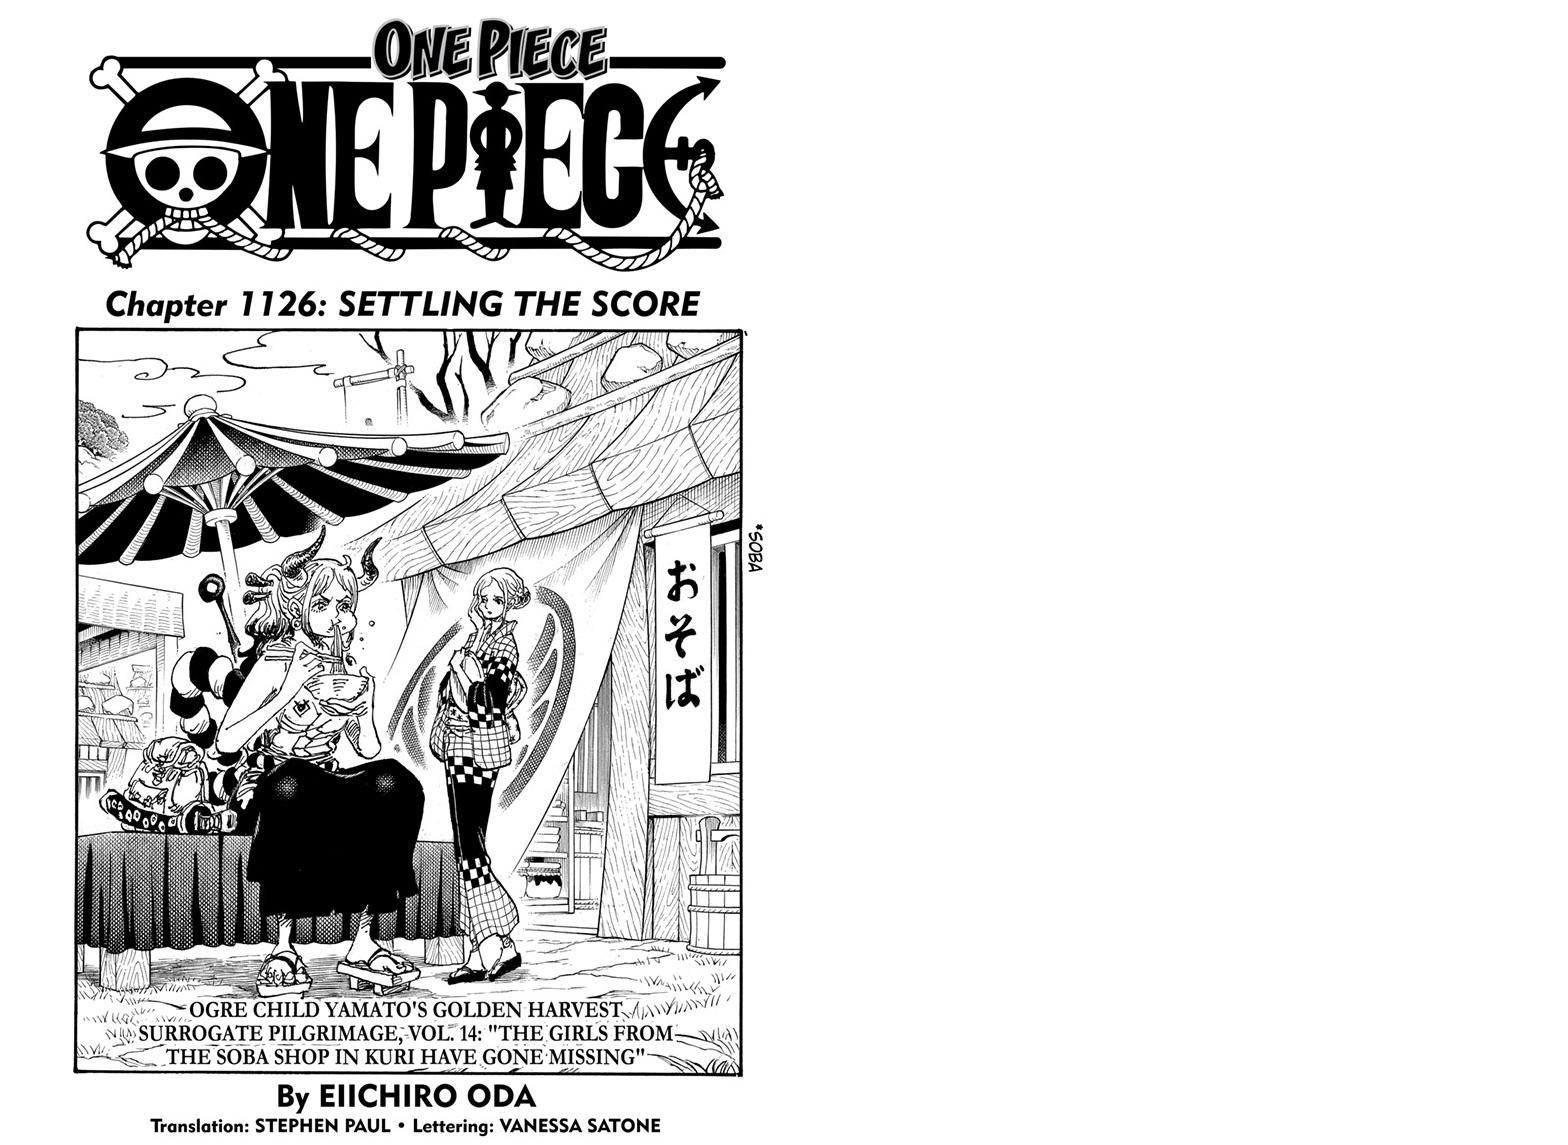 ONE PIECE
ONE PIECE
Chapter 1126: SETTLING THE SCORE
*SOBA
おそば
OGRE CHILD YAMATO'S GOLDEN HARVEST
SURROGATE PILGRIMAGE, VOL. 14: "THE GIRLS FROM
THE SOBA SHOP IN KURI HAVE GONE MISSING"
By EIICHIRO ODA
Translation: STEPHEN PAUL • Lettering: VANESSA SATONE